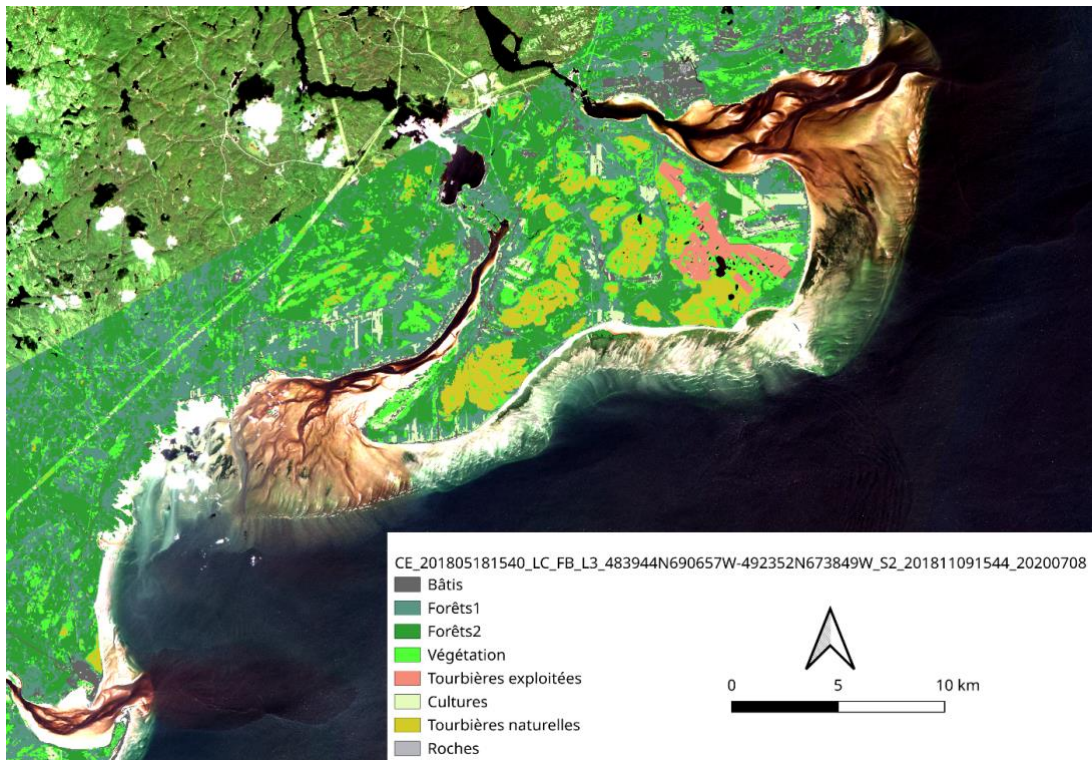 CE_201805181540_LC_FB_L3_483944N690657W-492352N673849W_S2_201811091544_20200708
Bâtis
Forêts1
Forêts2
Végétation
Tourbières exploitées
Cultures
Tourbières naturelles
Roches
0 5 10 km